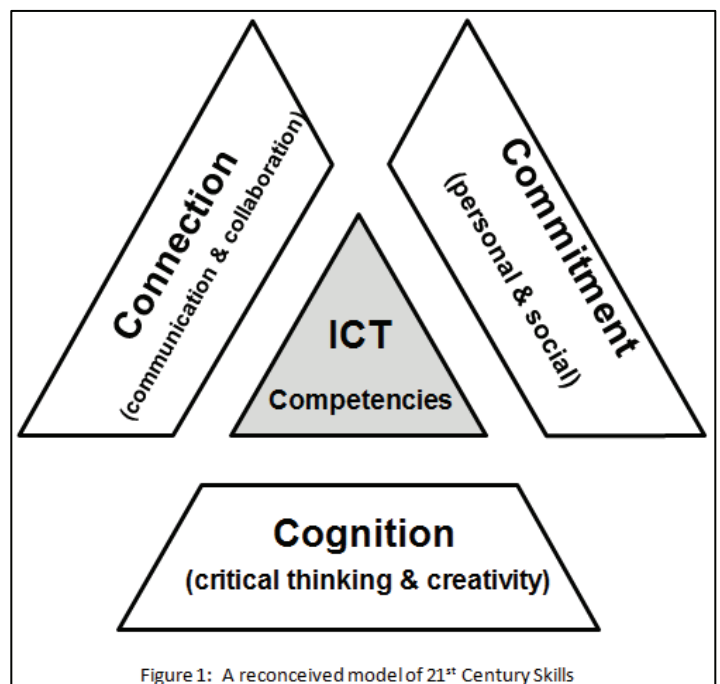 Connection
(communication & collaboration)
Commitment
(personal & social)
ICT
Competencies
Cognition
(critical thinking & creativity)
Figure 1: A reconceived model of 21st Century Skills